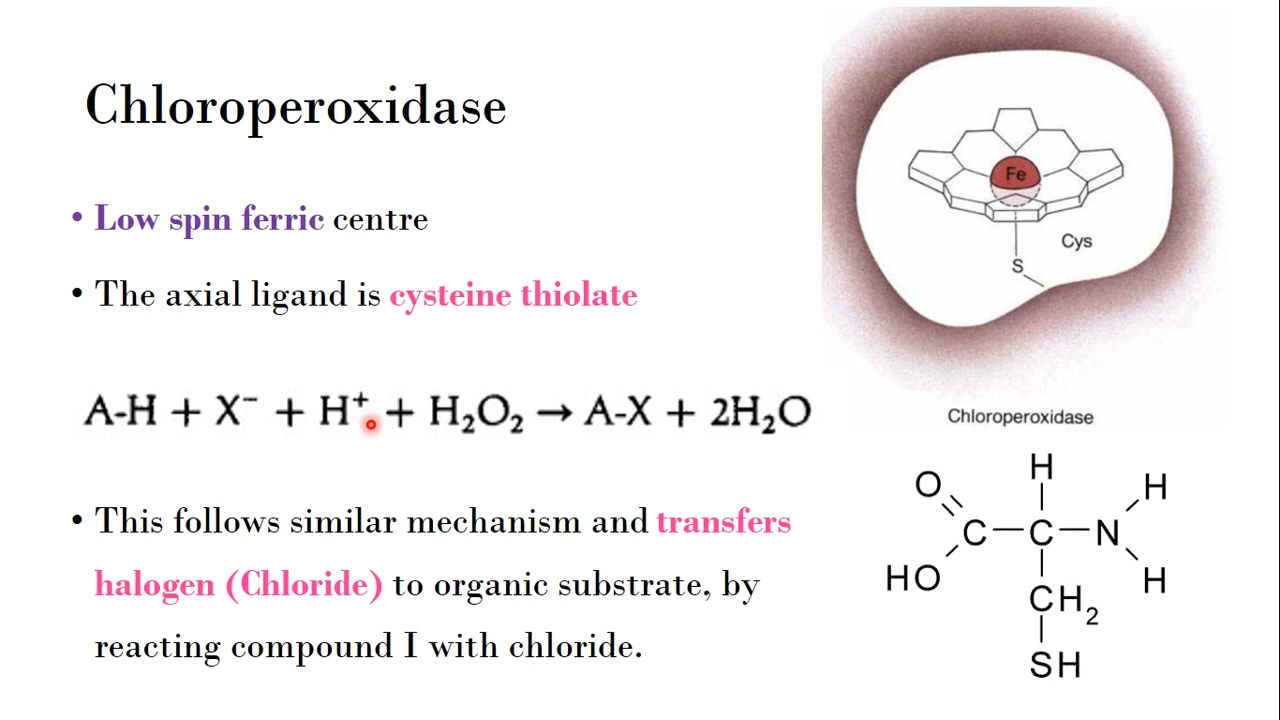 Chloroperoxidase
• Low spin ferric centre
• The axial ligand is cysteine thiolate
A-H + X⁻ + H⁺ + H₂O₂ → A-X + 2H₂O
• This follows similar mechanism and transfers
halogen (Chloride) to organic substrate, by
reacting compound I with chloride.
Fe
Cys
S
Chloroperoxidase
H
O H
C C N
HO H
CH₂
SH